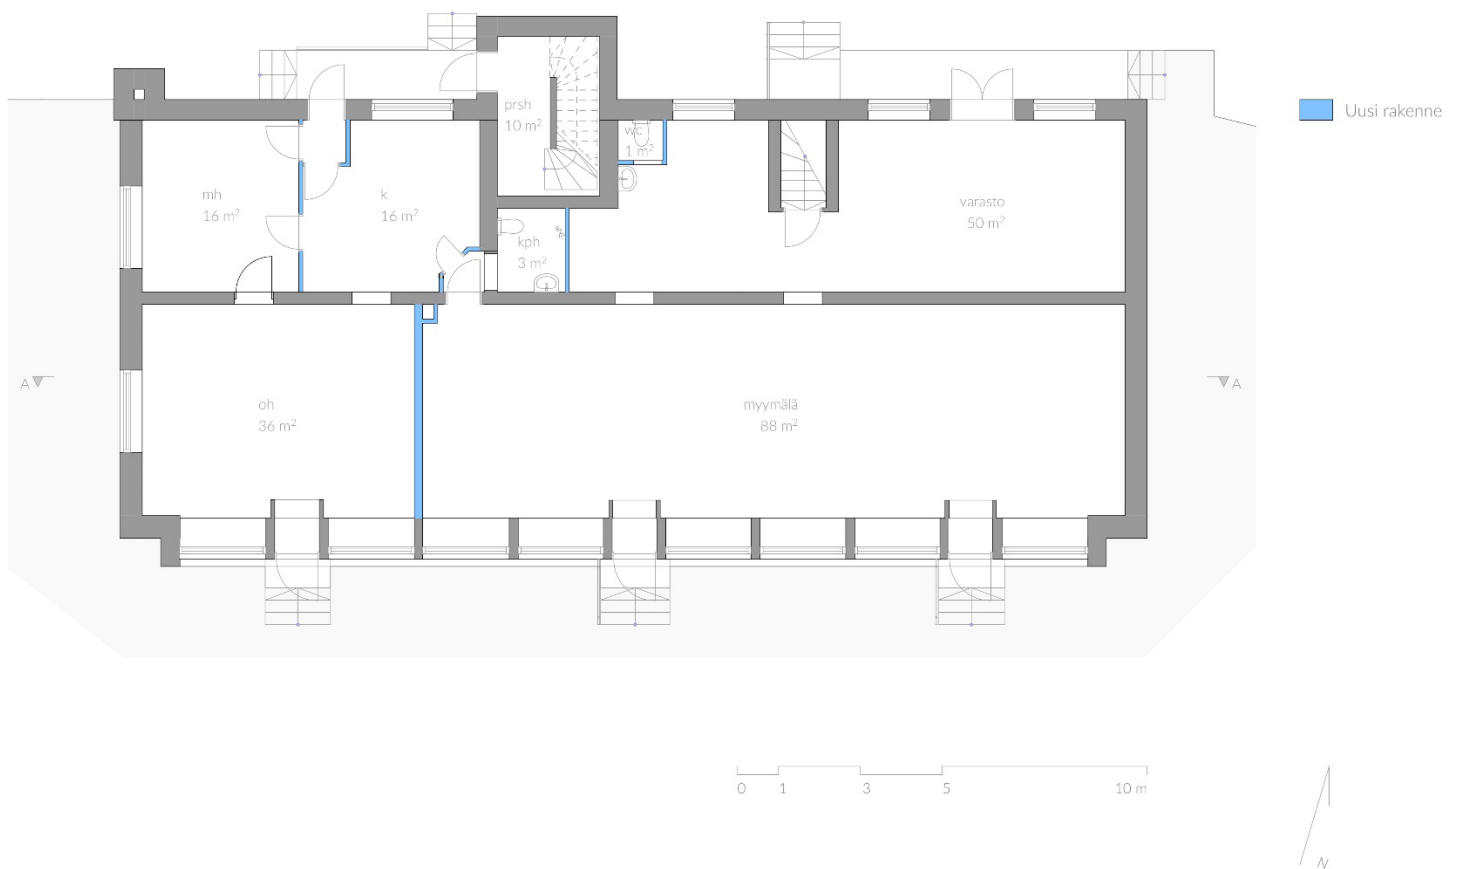 Uusi rakenne
prsh
10 m²
wc
1 m²
mh
16 m²
k
16 m²
varasto
50 m²
kph
3 m²
A
A
oh
36 m²
myymälä
88 m²
0 1 3 5 10 m
N